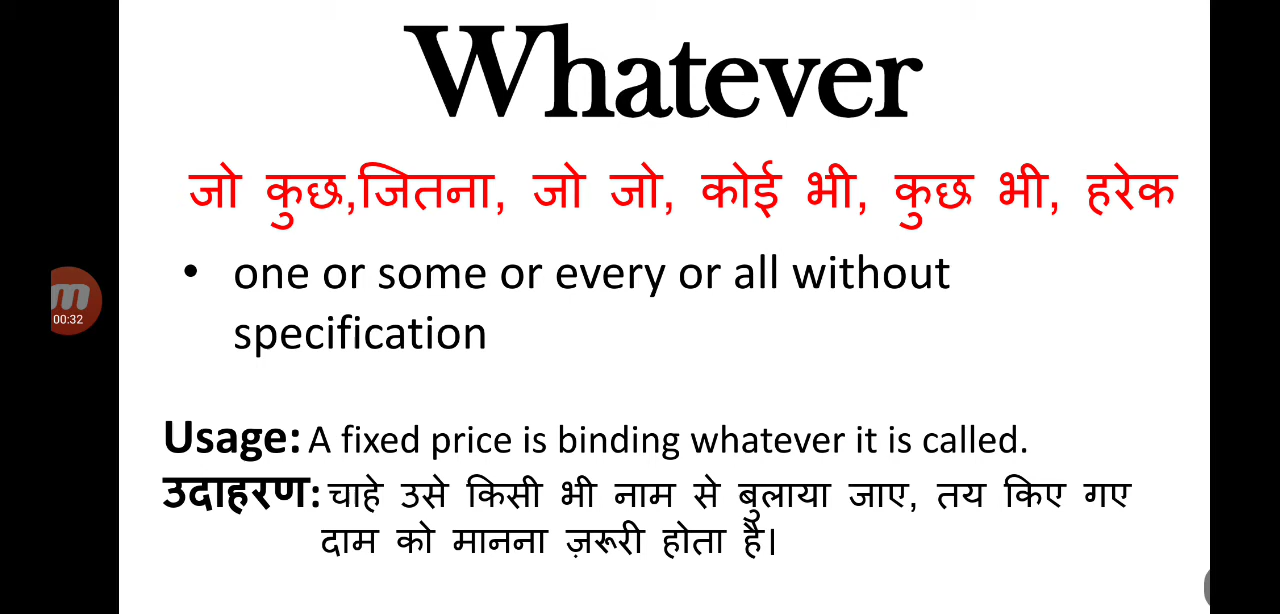 Whatever
जो कुछ,जितना, जो जो, कोई भी, कुछ भी, हरेक
• one or some or every or all without
specification
00:32
Usage: A fixed price is binding whatever it is called.
उदाहरण: चाहे उसे किसी भी नाम से बुलाया जाए, तय किए गए
दाम को मानना ज़रूरी होता है।